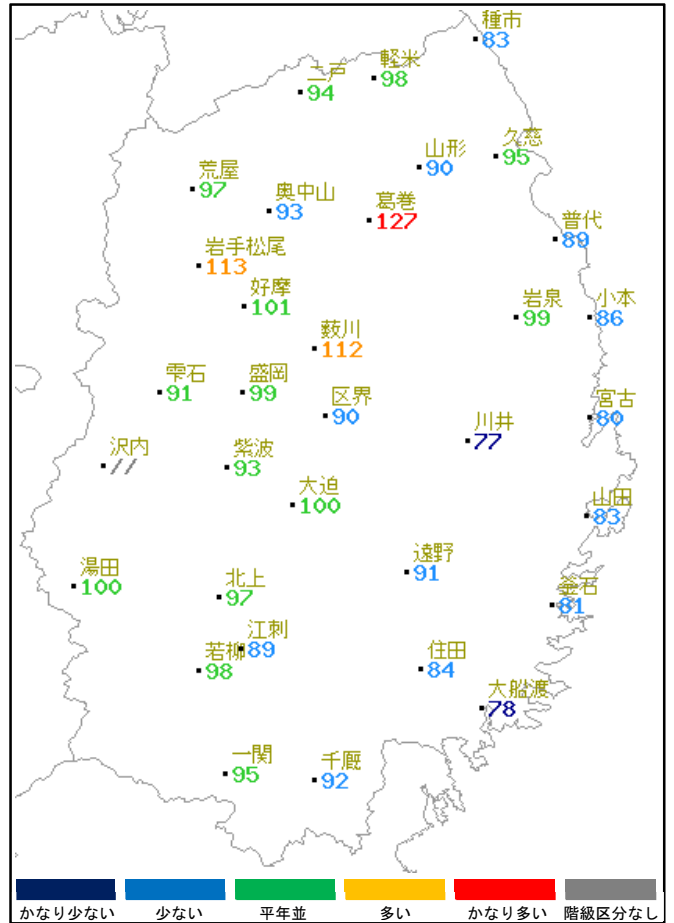 種市
83
軽米
98
二戸
94
久慈
95
山形
90
荒屋
97
奥中山
93
葛巻
127
普代
89
岩手松尾
113
好摩
101
岩泉
99
小本
86
薮川
112
雫石
91
盛岡
99
区界
90
宮古
80
川井
77
沢内
//
紫波
93
大迫
100
山田
83
遠野
91
湯田
100
北上
97
釜石
81
江刺
89
若柳
98
住田
84
大船渡
78
一関
95
千厩
92
かなり少ない 少ない 平年並 多い かなり多い 階級区分なし